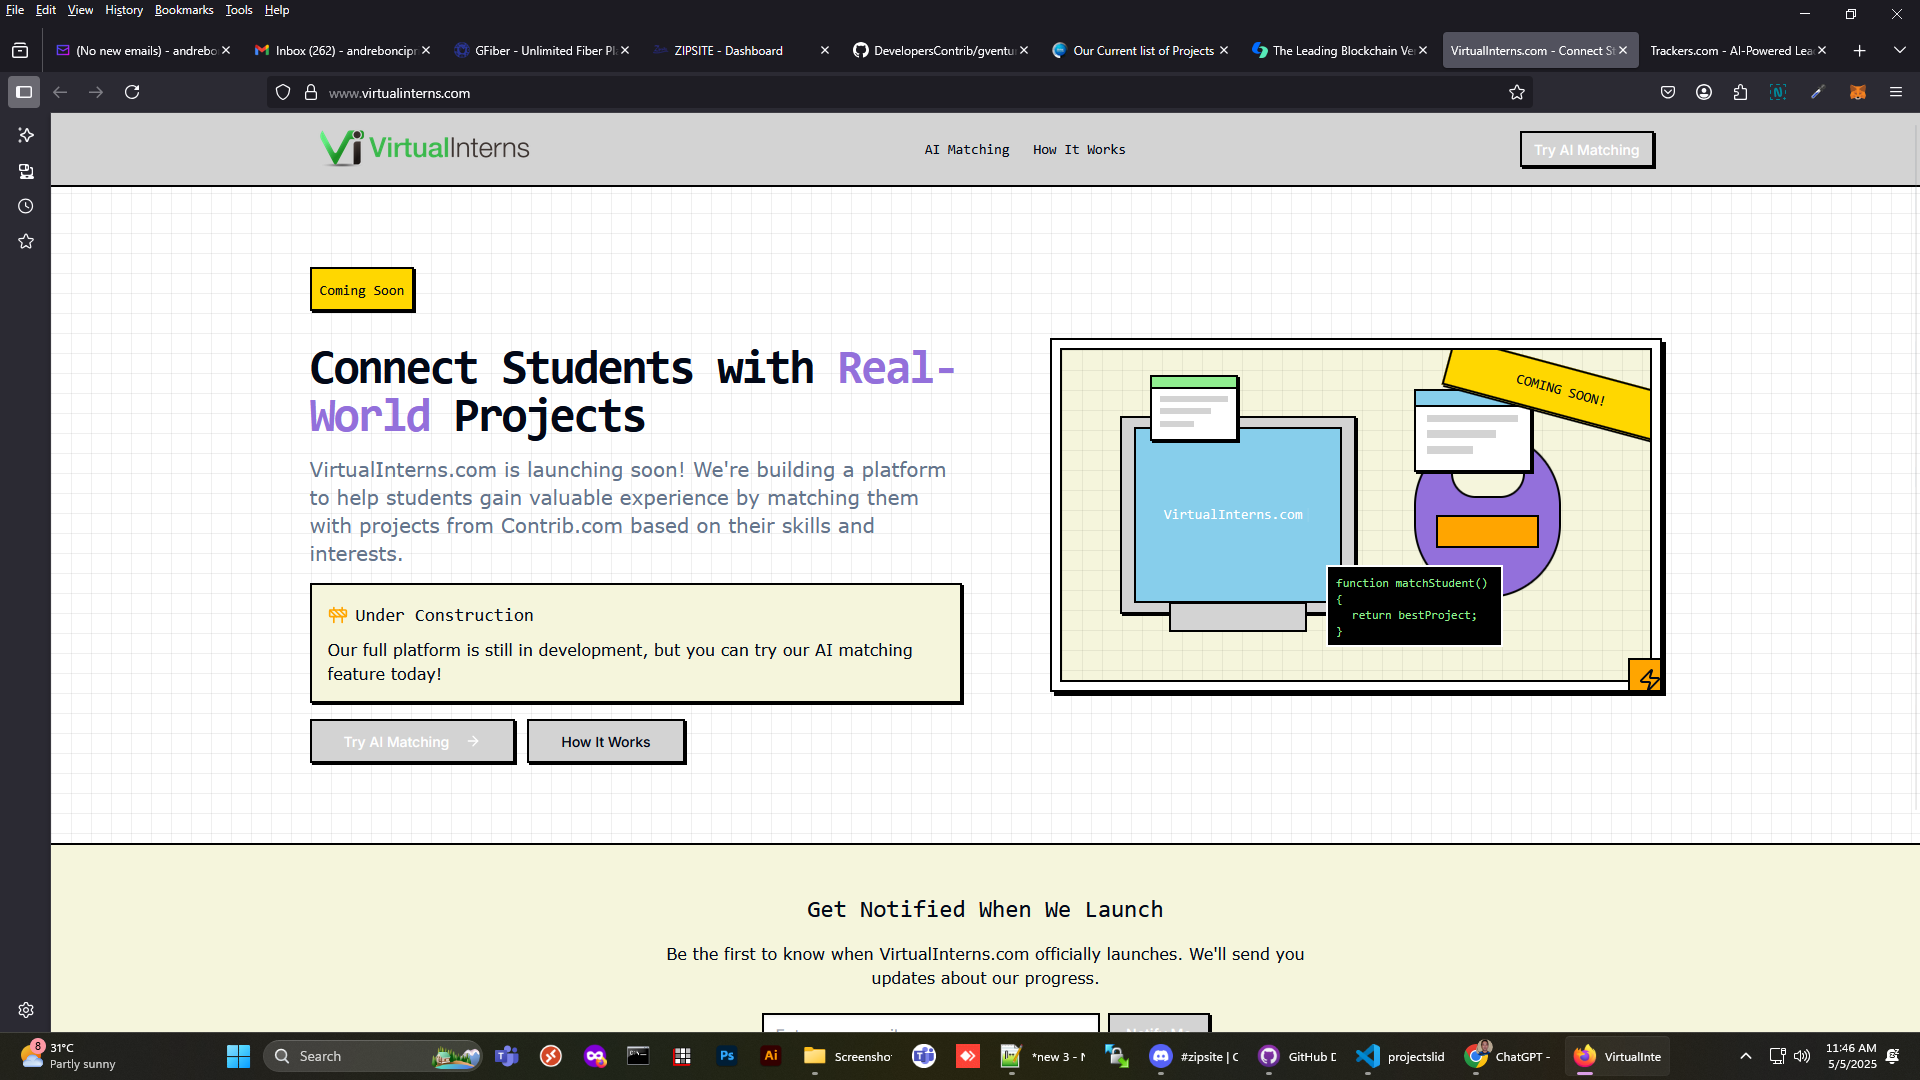 File Edit View History Bookmarks Tools Help
(No new emails) - andrebo
Inbox (262) - andreboncipr
GFiber - Unlimited Fiber Pl
ZIPSITE - Dashboard
DevelopersContrib/gventu
Our Current list of Projects
The Leading Blockchain Ve
VirtualInterns.com - Connect St
Trackers.com - AI-Powered Lea
www.virtualinterns.com
Vi VirtualInterns
AI Matching
How It Works
Try AI Matching
Coming Soon
Connect Students with Real-
World Projects
VirtualInterns.com is launching soon! We're building a platform
to help students gain valuable experience by matching them
with projects from Contrib.com based on their skills and
interests.
Under Construction
Our full platform is still in development, but you can try our AI matching
feature today!
Try AI Matching
How It Works
COMING SOON!
VirtualInterns.com
function matchStudent()
{
return bestProject;
}
Get Notified When We Launch
Be the first to know when VirtualInterns.com officially launches. We'll send you
updates about our progress.
8
31°C
Partly sunny
Search
Ps
Ai
Screensho
*new 3 - N
#zipsite | C
GitHub D
projectslid
ChatGPT -
VirtualInte
11:46 AM
5/5/2025